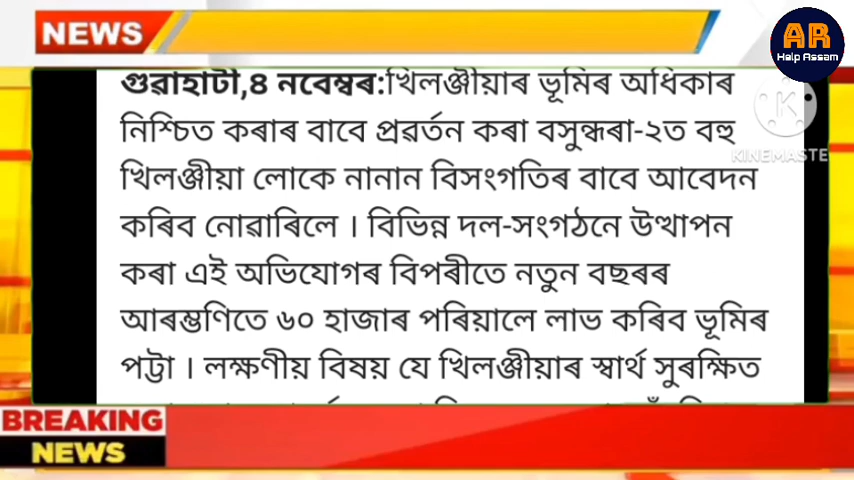 NEWS
AR
Halp Assam
KINEMASTE
গুৱাহাটী,৪ নবেম্বৰ:খিলঞ্জীয়াৰ ভূমিৰ অধিকাৰ
নিশ্চিত কৰাৰ বাবে প্ৰৱৰ্তন কৰা বসুন্ধৰা-২ত বহু
খিলঞ্জীয়া লোকে নানান বিসংগতিৰ বাবে আবেদন
কৰিব নোৱাৰিলে । বিভিন্ন দল-সংগঠনে উত্থাপন
কৰা এই অভিযোগৰ বিপৰীতে নতুন বছৰৰ
আৰম্ভণিতে ৬০ হাজাৰ পৰিয়ালে লাভ কৰিব ভূমিৰ
পট্টা । লক্ষণীয় বিষয় যে খিলঞ্জীয়াৰ স্বাৰ্থ সুৰক্ষিত
BREAKING
NEWS